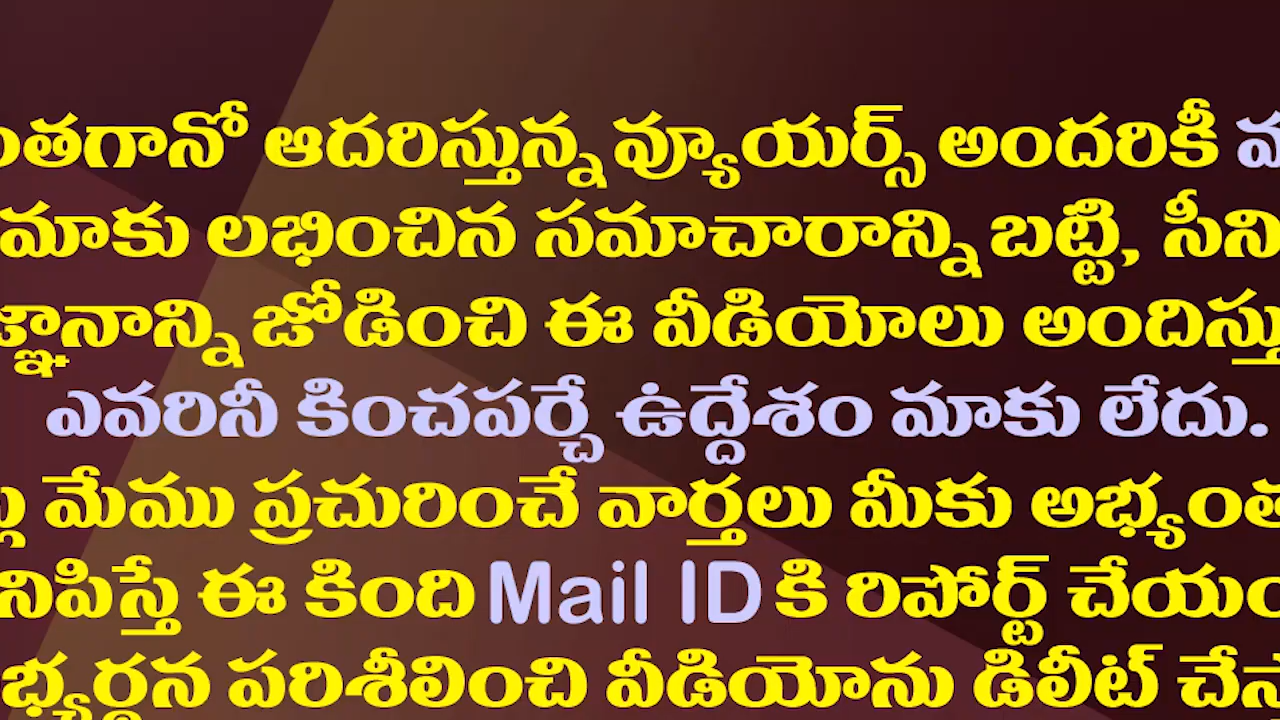 ఆదరిస్తున్న వ్యూయర్స్ అందరికీ
మాకు లభించిన సమాచారాన్ని బట్టి,
జోడించి ఈ వీడియోలు
ఎవరినీ కించపర్చే ఉద్దేశం మాకు లేదు.
మేము ప్రచురించే వార్తలు మీకు
ఈ కింది Mail ID కి రిపోర్ట్
పరిశీలించి వీడియోను డిలీట్